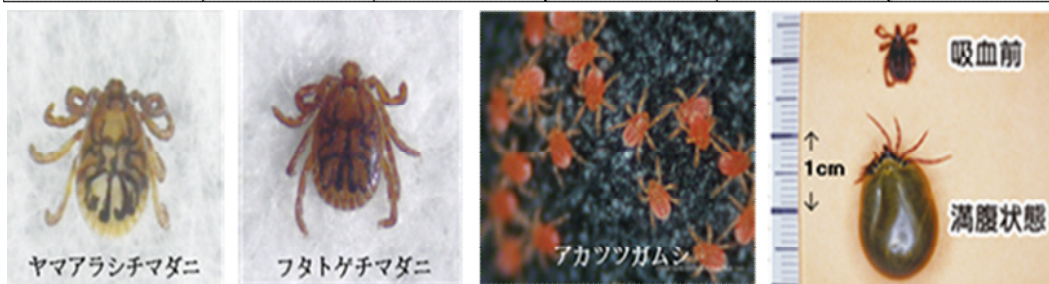 ヤマアラシチマダニ
フタトゲチマダニ
アカツツガムシ
吸血前
1cm
満腹状態